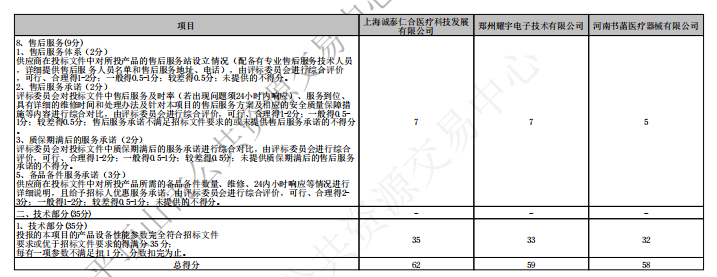 项目 上海诚泰仁合医疗科技发展有限公司 郑州耀宇电子技术有限公司 河南书菡医疗器械有限公司
8、售后服务(9分)
1、售后服务体系（2分）
供应商在投标文件中对所投产品的售后服务站设立情况（配备有专业售后服务技术人员
，详细提供售后服 务人员名单和售后服务地址、电话），由评标委员会进行综合评价
，可行、合理得1-2分；一般得0.5-1分；较差得0.5分；未提供的不得分。
2、售后服务承诺（2分）
评标委员会对投标文件中售后服务及时率（若出现问题须24小时内响应）、服务到位、
具有详细的维修时间和处理办法及针对本项目的售后服务方案及相应的安全质量保障措
施等内容进行综合对比，由评标委员会进行综合评价，可行、合理得1-2分；一般得0.5-
1分；较差得0.5分；售后服务承诺不满足招标文件要求的或未提供售后服务承诺的不得分
。
3、质保期满后的服务承诺（2分）
评标委员会对投标文件中质保期满后的服务承诺进行综合对比，由评标委员会进行综合
评价，可行、合理得1-2分；一般得0.5-1分；较差得0.5分；未提供质保期满后的售后服务
承诺的不得分。
5、备品备件服务承诺（3分）
供应商在投标文件中对所投产品所需的备品备件数量、维修、24内小时响应等情况进行
详细说明，且给予招标人优惠服务承诺，由评标委员会进行综合评价，可行、合理得2-
3分；一般得1-2分；较差得0.5-1分；未提供的不得分。
7 7 5
二、技术部分(35分) - - -
1、技术部分(35分)
投报的本项目的产品设备性能参数完全符合招标文件
要求或优于招标文件要求的得满分 35 分；
每有一项参数不满足扣 1 分，分数扣完为止。
35 33 32
总得分 62 59 58
平顶山市公共资源交易中心
公共资源交易中心